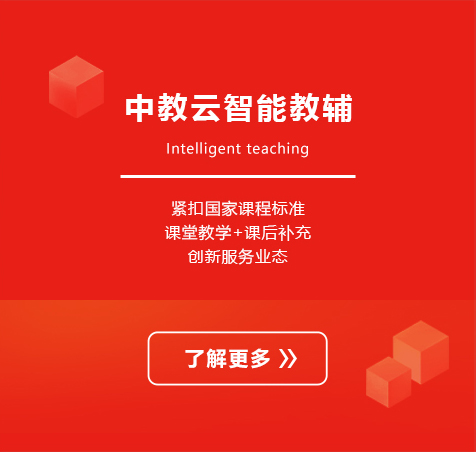 中教云智能教辅
Intelligent teaching
紧扣国家课程标准
课堂教学+课后补充
创新服务业态
了解更多 »